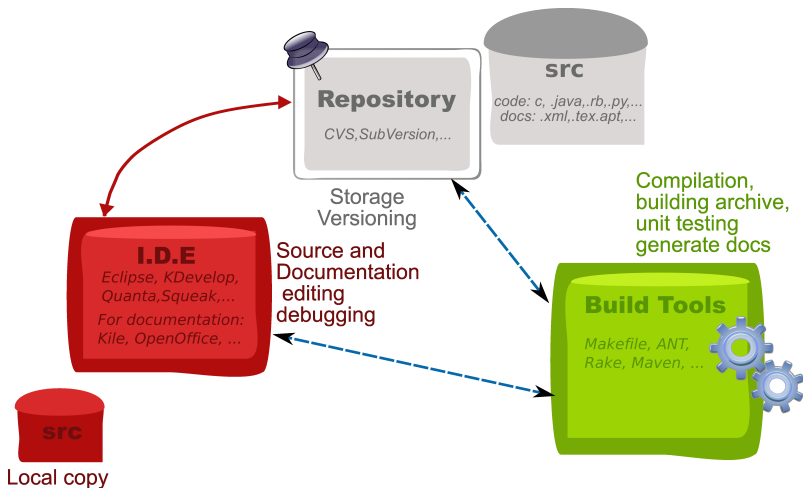 Repository
CVS,SubVersion,...
src
code: c, .java,.rb,.py,...
docs: .xml,.tex.apt,...
Storage
Versioning
Compilation,
building archive,
unit testing
generate docs
I.D.E
Eclipse, KDevelop,
Quanta,Squeak,...
For documentation:
Kile, OpenOffice, ...
Source and
Documentation
editing
debugging
Build Tools
Makefile, ANT,
Rake, Maven, ...
src
Local copy